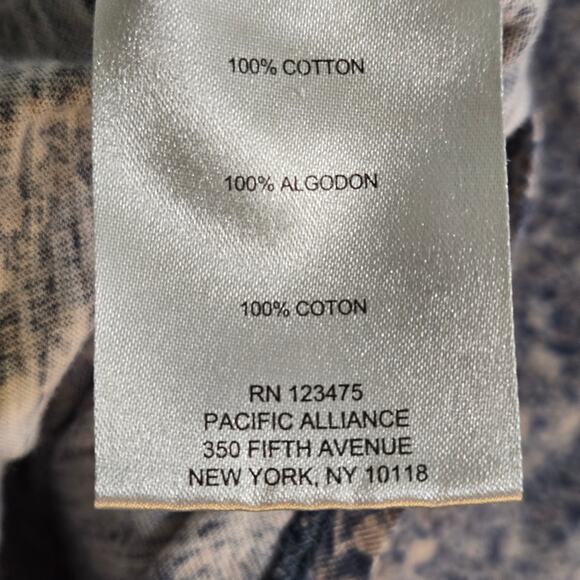 100% COTTON
100% ALGODON
100% COTON
RN 123475
PACIFIC ALLIANCE
350 FIFTH AVENUE
NEW YORK, NY 10118